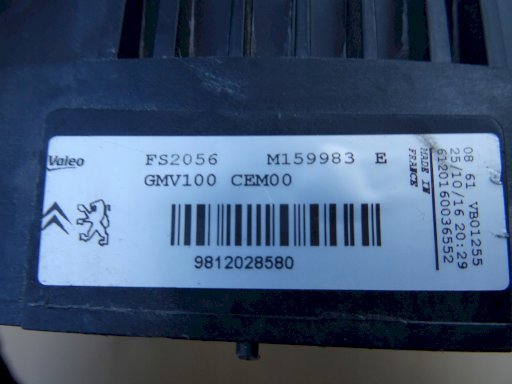 Valeo
FS2056 M159983 E
GMV100 CEM00
9812028580
MADE IN
FRANCE
08 61 VB01255
25/10/16 20:29
6120160036552